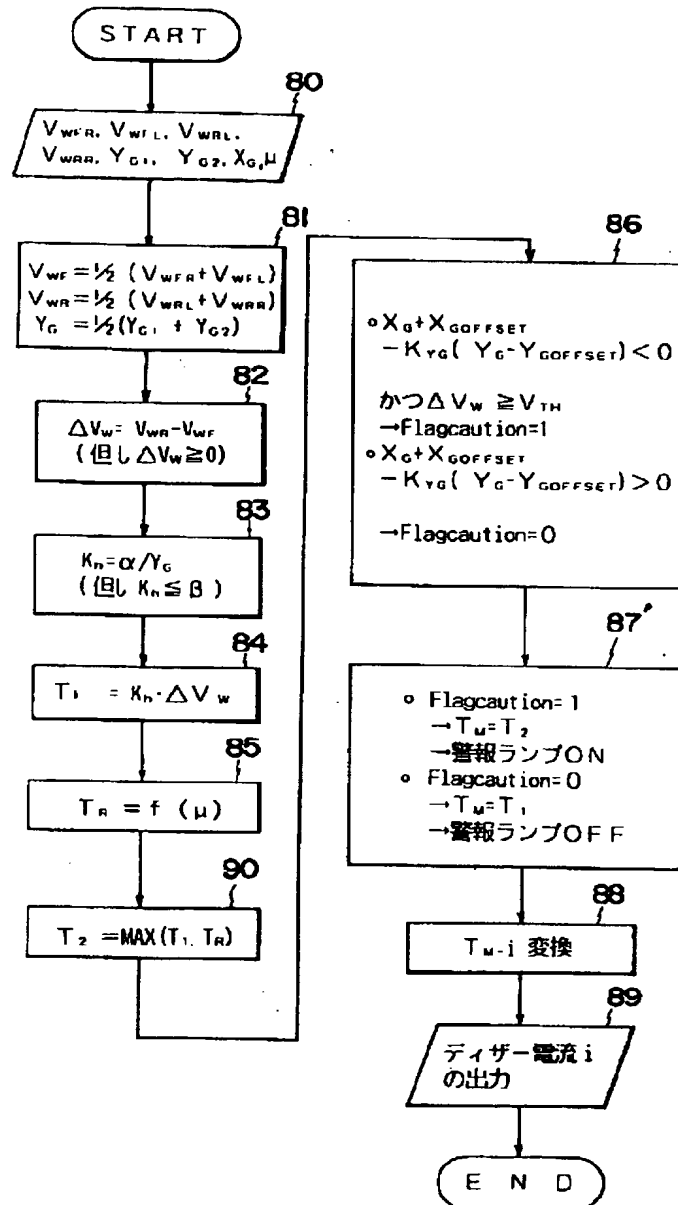 START
80
V_WFR, V_WFL, V_WRL,
V_WRR, Y_G1, Y_G2, X_G, μ
81
V_WF = 1/2 (V_WFR + V_WFL)
V_WR = 1/2 (V_WRL + V_WRR)
Y_G = 1/2 (Y_G1 + Y_G2)
82
ΔV_W = V_WR - V_WF
(但し ΔV_W ≧ 0)
83
K_h = α/Y_G
(但し K_h ≦ β)
84
T_1 = K_h・ΔV_W
85
T_R = f (μ)
90
T_2 = MAX(T_1, T_R)
86
○ X_G + X_GOFFSET
- K_YG ( Y_G - Y_GOFFSET) < 0
かつ ΔV_W ≧ V_TH
→Flagcaution=1
○ X_G + X_GOFFSET
- K_YG ( Y_G - Y_GOFFSET) > 0
→Flagcaution=0
87'
○ Flagcaution=1
→T_M=T_2
→警報ランプON
○ Flagcaution=0
→T_M=T_1
→警報ランプOFF
88
T_M-i 変換
89
ディザー電流 i
の出力
END